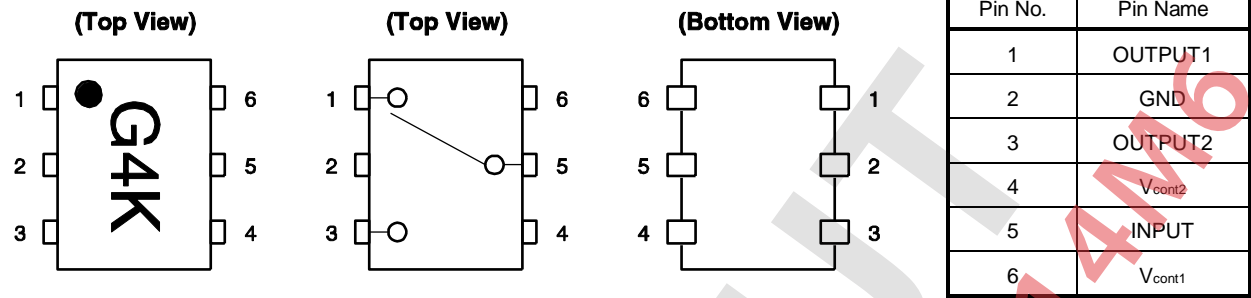 (Top View)
G4K
1
2
3
6
5
4
(Top View)
1
2
3
6
5
4
(Bottom View)
6
5
4
1
2
3
Pin No. Pin Name
1 OUTPUT1
2 GND
3 OUTPUT2
4 Vcont2
5 INPUT
6 Vcont1